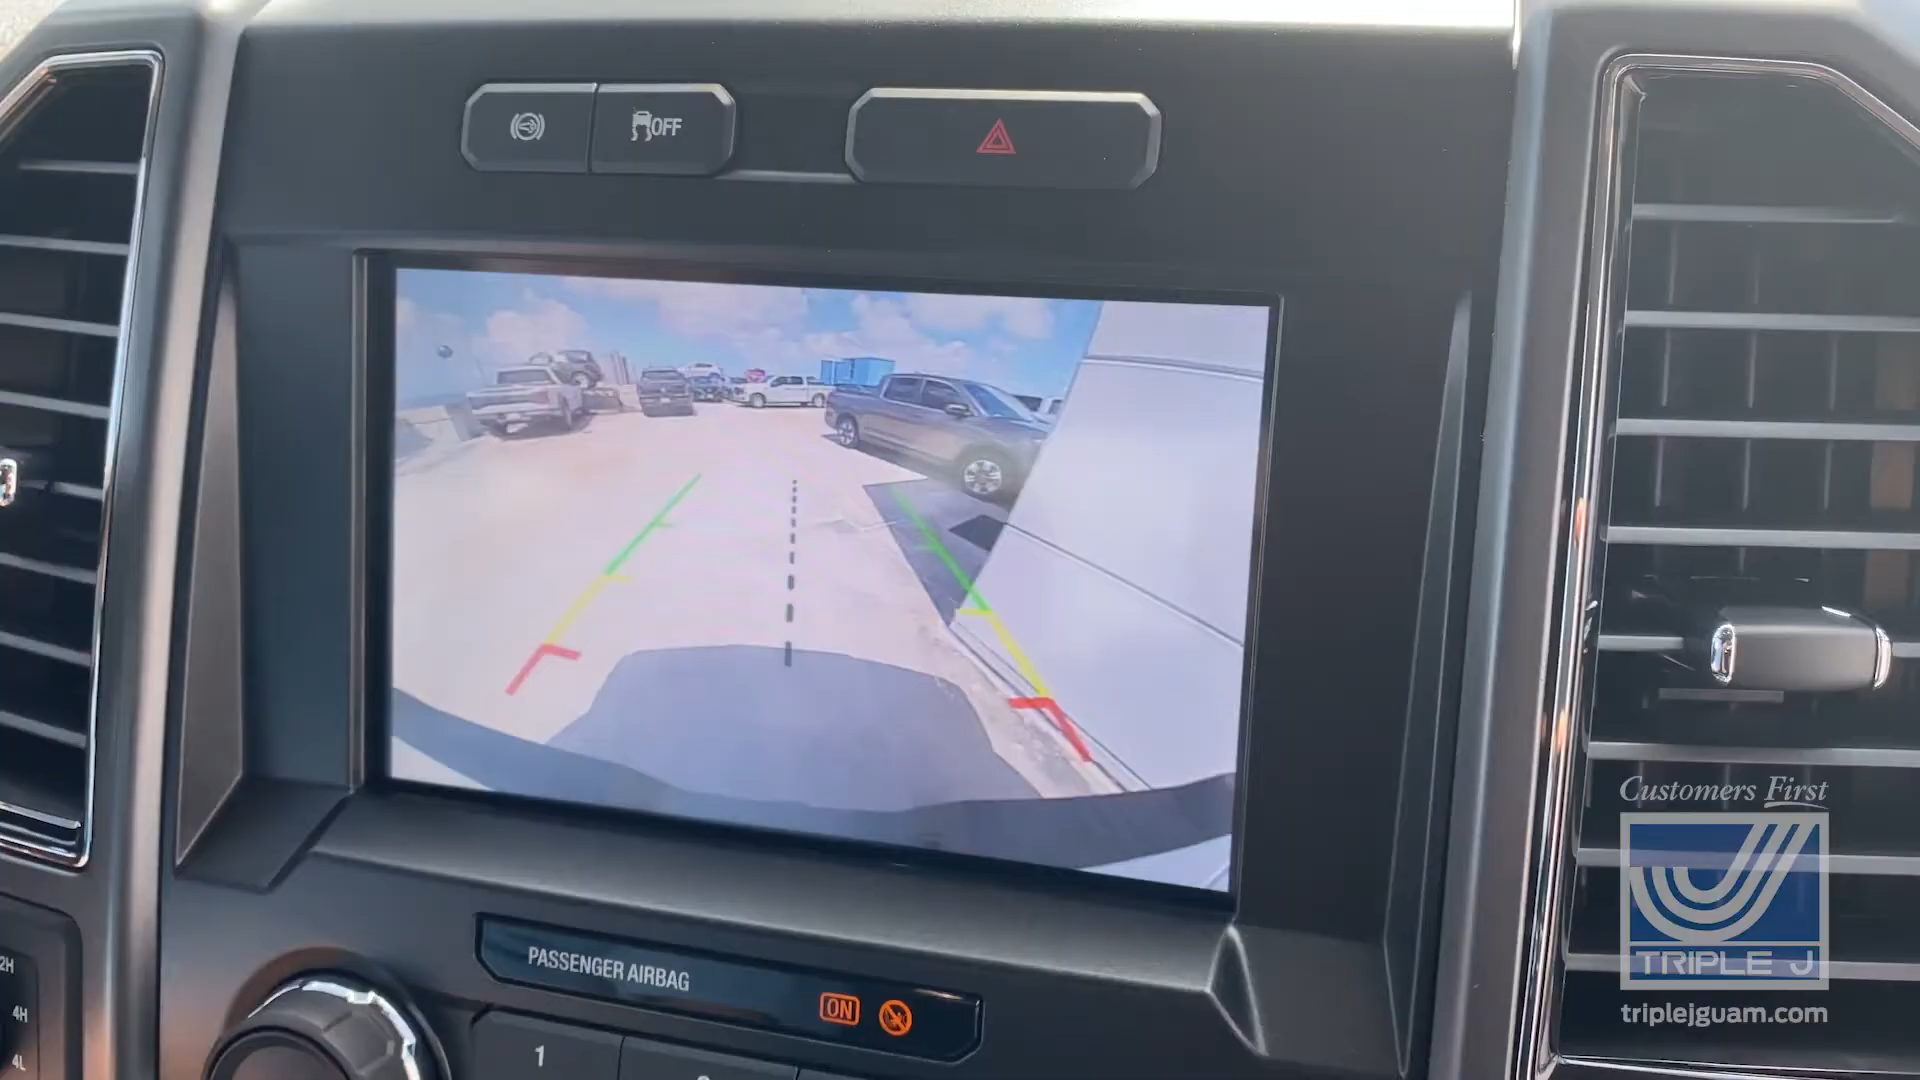 OFF
PASSENGER AIRBAG
ON
2H
4H
4L
1
Customers First
TRIPLE J
triplejguam.com